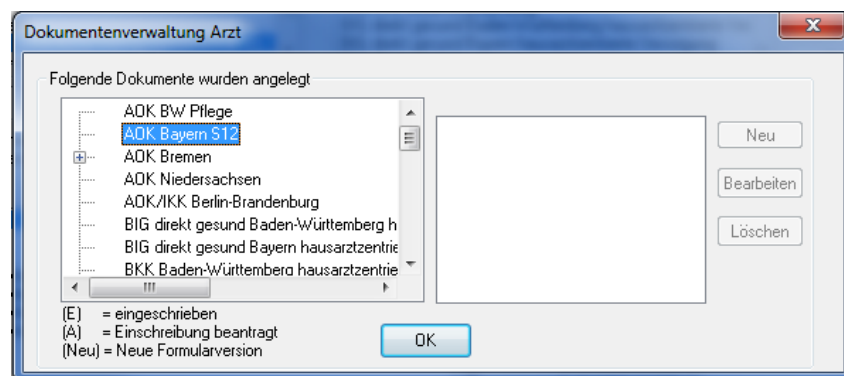 Dokumentenverwaltung Arzt
Folgende Dokumente wurden angelegt
AOK BW Pflege
AOK Bayern S12
AOK Bremen
AOK Niedersachsen
AOK/IKK Berlin-Brandenburg
BIG direkt gesund Baden-Württemberg h
BIG direkt gesund Bayern hausarztzentrie
BKK Baden-Württemberg hausarztzentrie
Neu
Bearbeiten
Löschen
(E) = eingeschrieben
(A) = Einschreibung beantragt
(Neu) = Neue Formularversion
OK